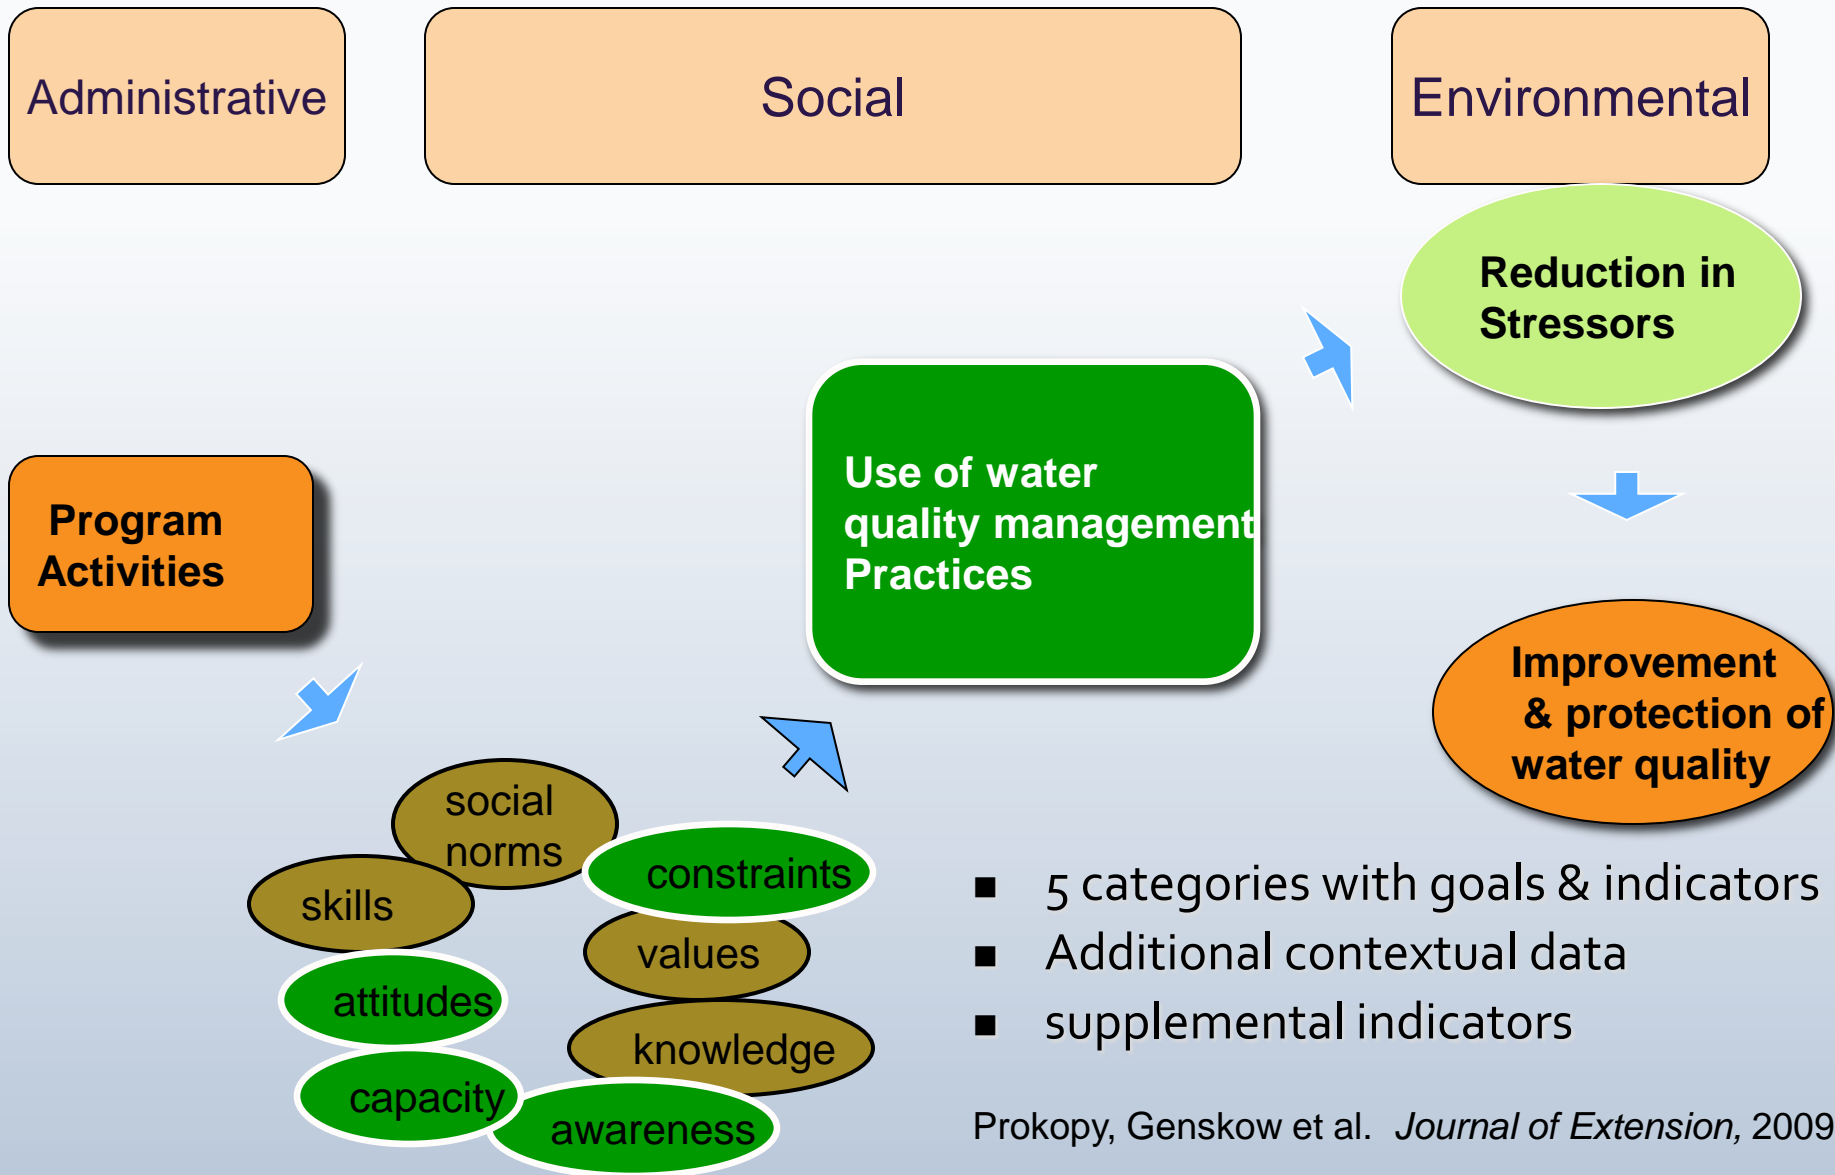 Administrative
Social
Environmental
Reduction in
Stressors
Use of water
quality management
Practices
Program
Activities
Improvement
& protection of
water quality
social
norms
constraints
skills
values
attitudes
knowledge
capacity
awareness
■ 5 categories with goals & indicators
■ Additional contextual data
■ supplemental indicators
Prokopy, Genskow et al. Journal of Extension, 2009